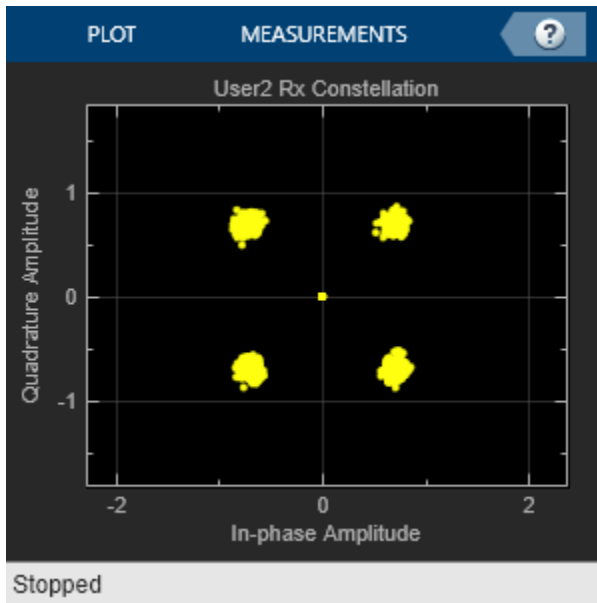 PLOT MEASUREMENTS ?
User2 Rx Constellation
Quadrature Amplitude
1
0
-1
-2 0 2
In-phase Amplitude
Stopped